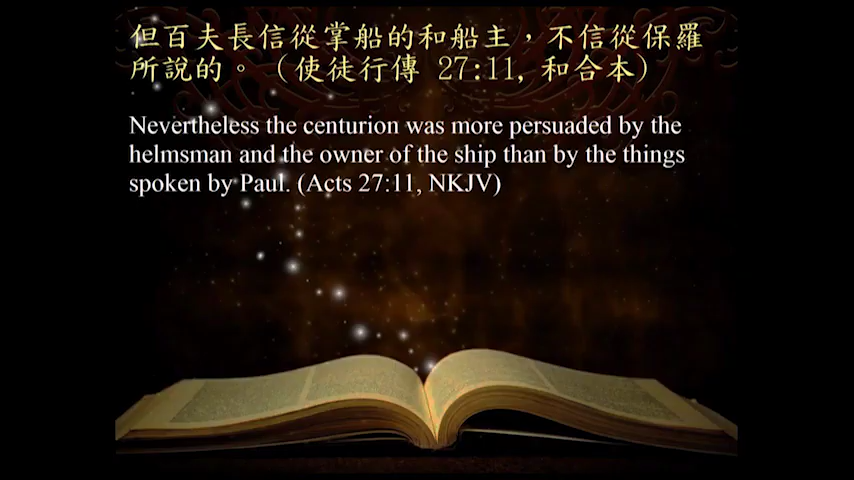 但百夫長信從掌船的和船主，不信從保羅
所說的。（使徒行傳 27:11, 和合本）
Nevertheless the centurion was more persuaded by the
helmsman and the owner of the ship than by the things
spoken by Paul. (Acts 27:11, NKJV)